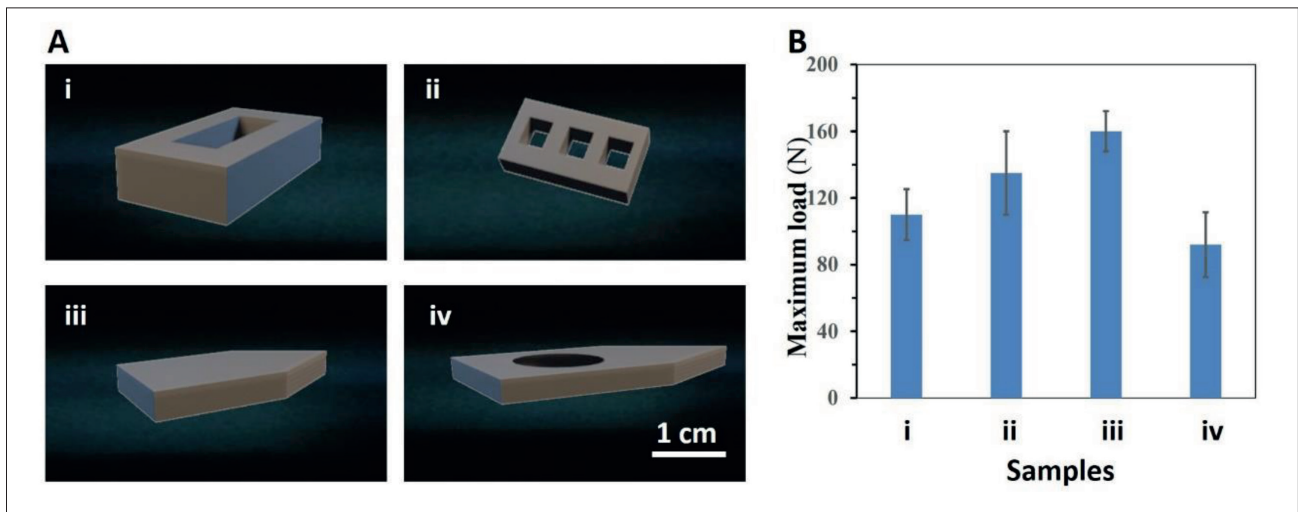 A
i
ii
iii
iv
1 cm
B
Maximum load (N)
200
160
120
80
40
0
i ii iii iv
Samples